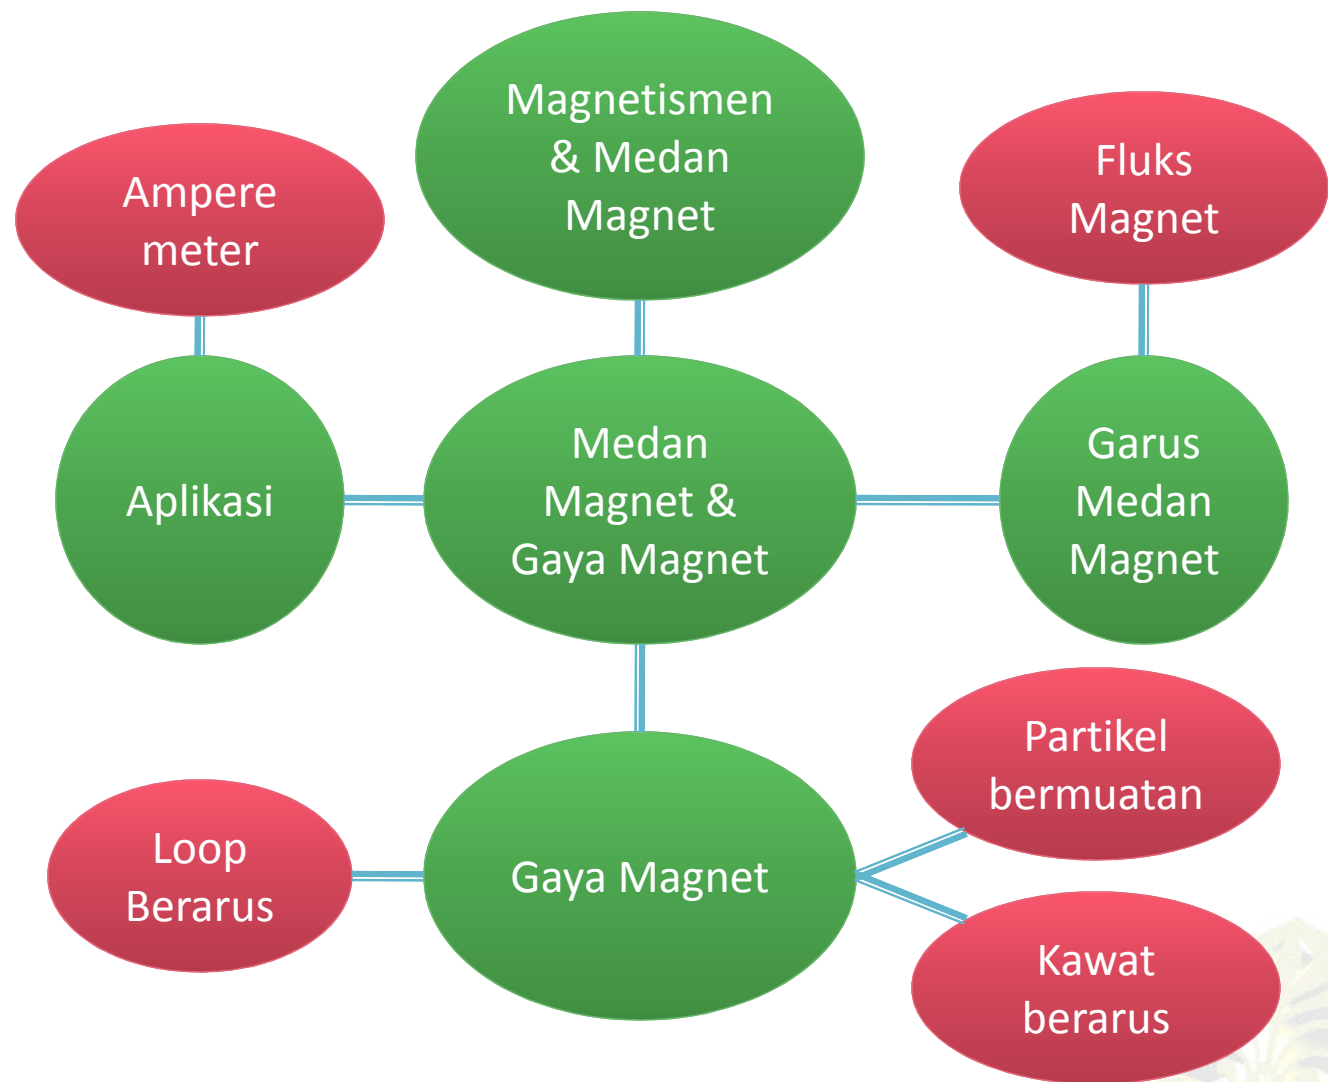 Magnetismen
& Medan
Magnet
Ampere
meter
Fluks
Magnet
Aplikasi
Medan
Magnet &
Gaya Magnet
Garus
Medan
Magnet
Loop
Berarus
Gaya Magnet
Partikel
bermuatan
Kawat
berarus